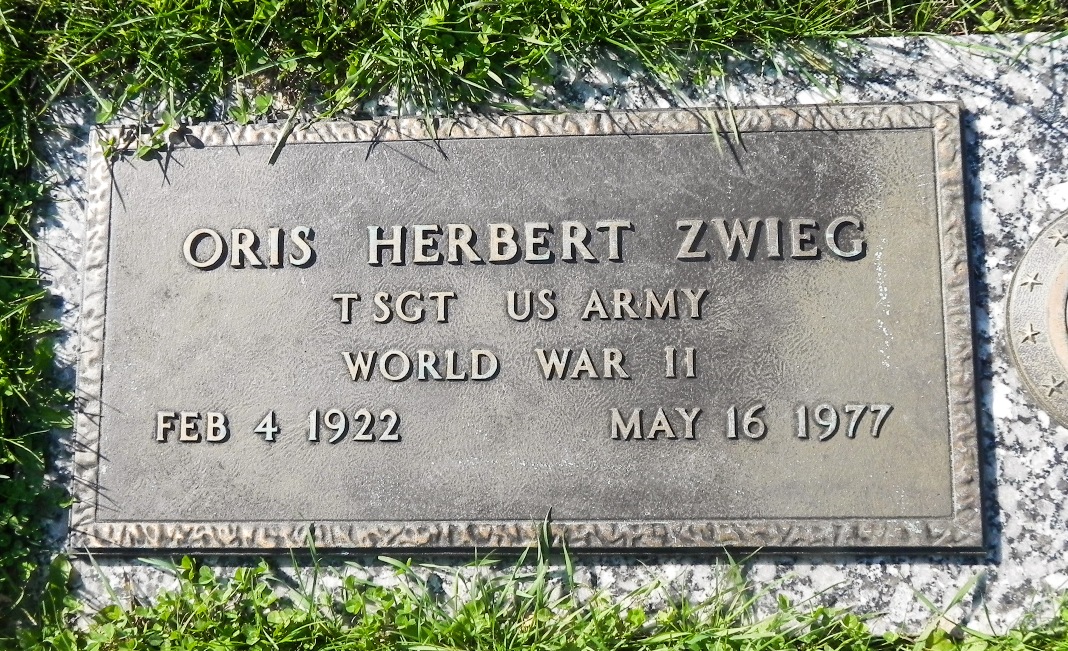 ORIS HERBERT ZWIEG
T SGT US ARMY
WORLD WAR II
FEB 4 1922 MAY 16 1977